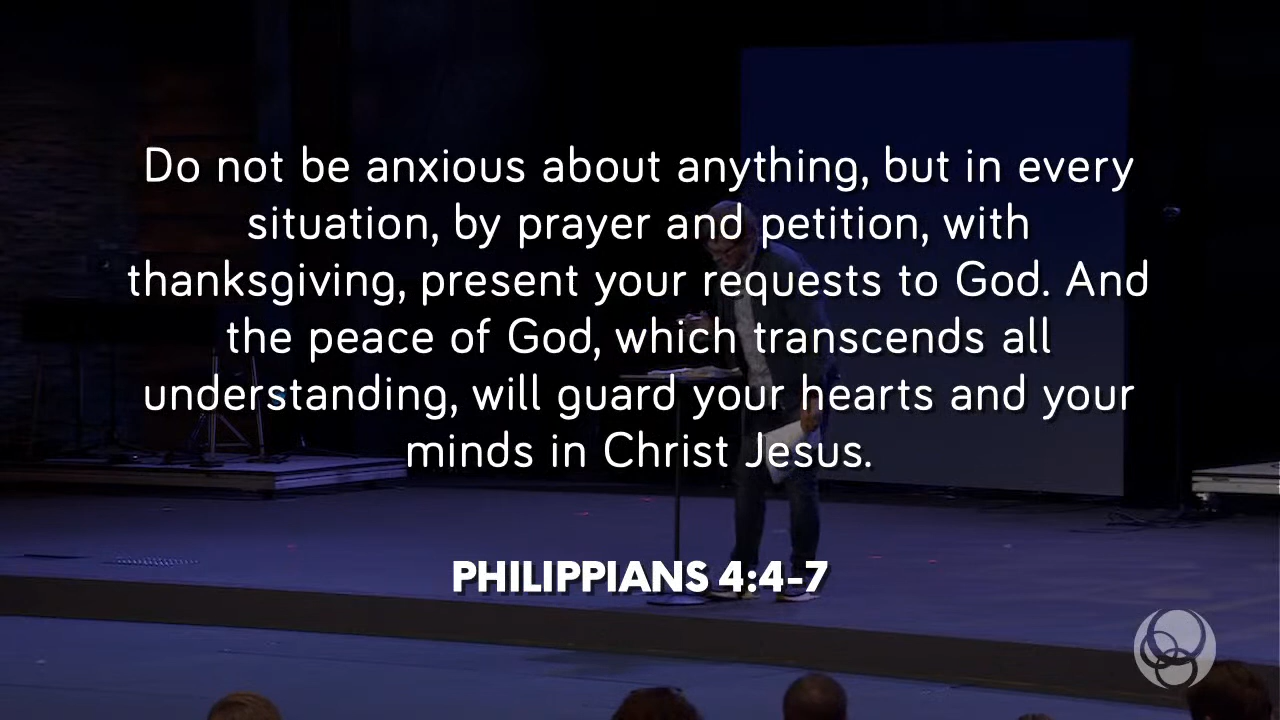 Do not be anxious about anything, but in every
situation, by prayer and petition, with
thanksgiving, present your requests to God. And
the peace of God, which transcends all
understanding, will guard your hearts and your
minds in Christ Jesus.
PHILIPPIANS 4:4-7